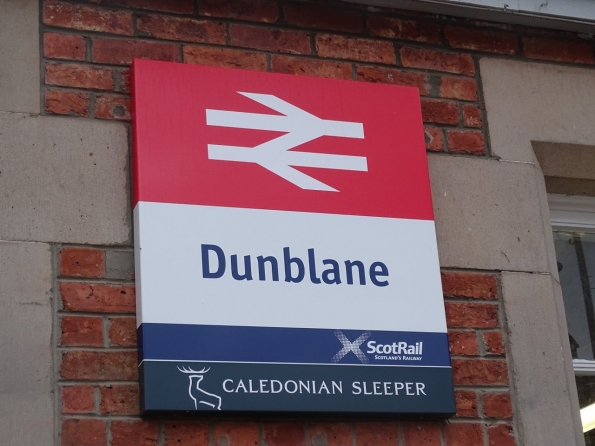 Dunblane
ScotRail
SCOTLAND'S RAILWAY
CALEDONIAN SLEEPER